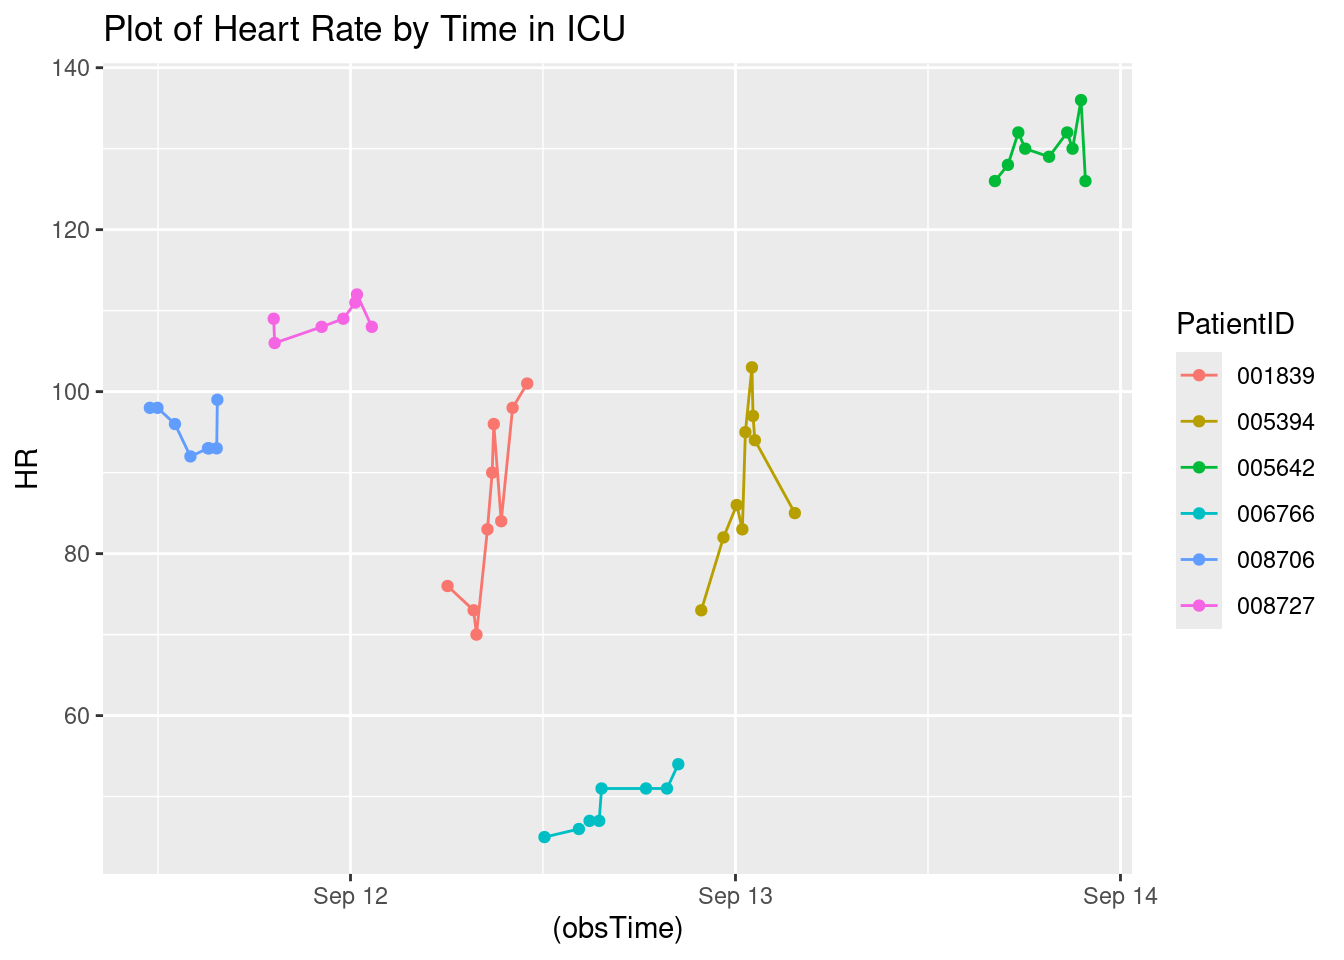 Plot of Heart Rate by Time in ICU
140
120
100
80
60
HR
Sep 12
Sep 13
Sep 14
(obsTime)
PatientID
001839
005394
005642
006766
008706
008727